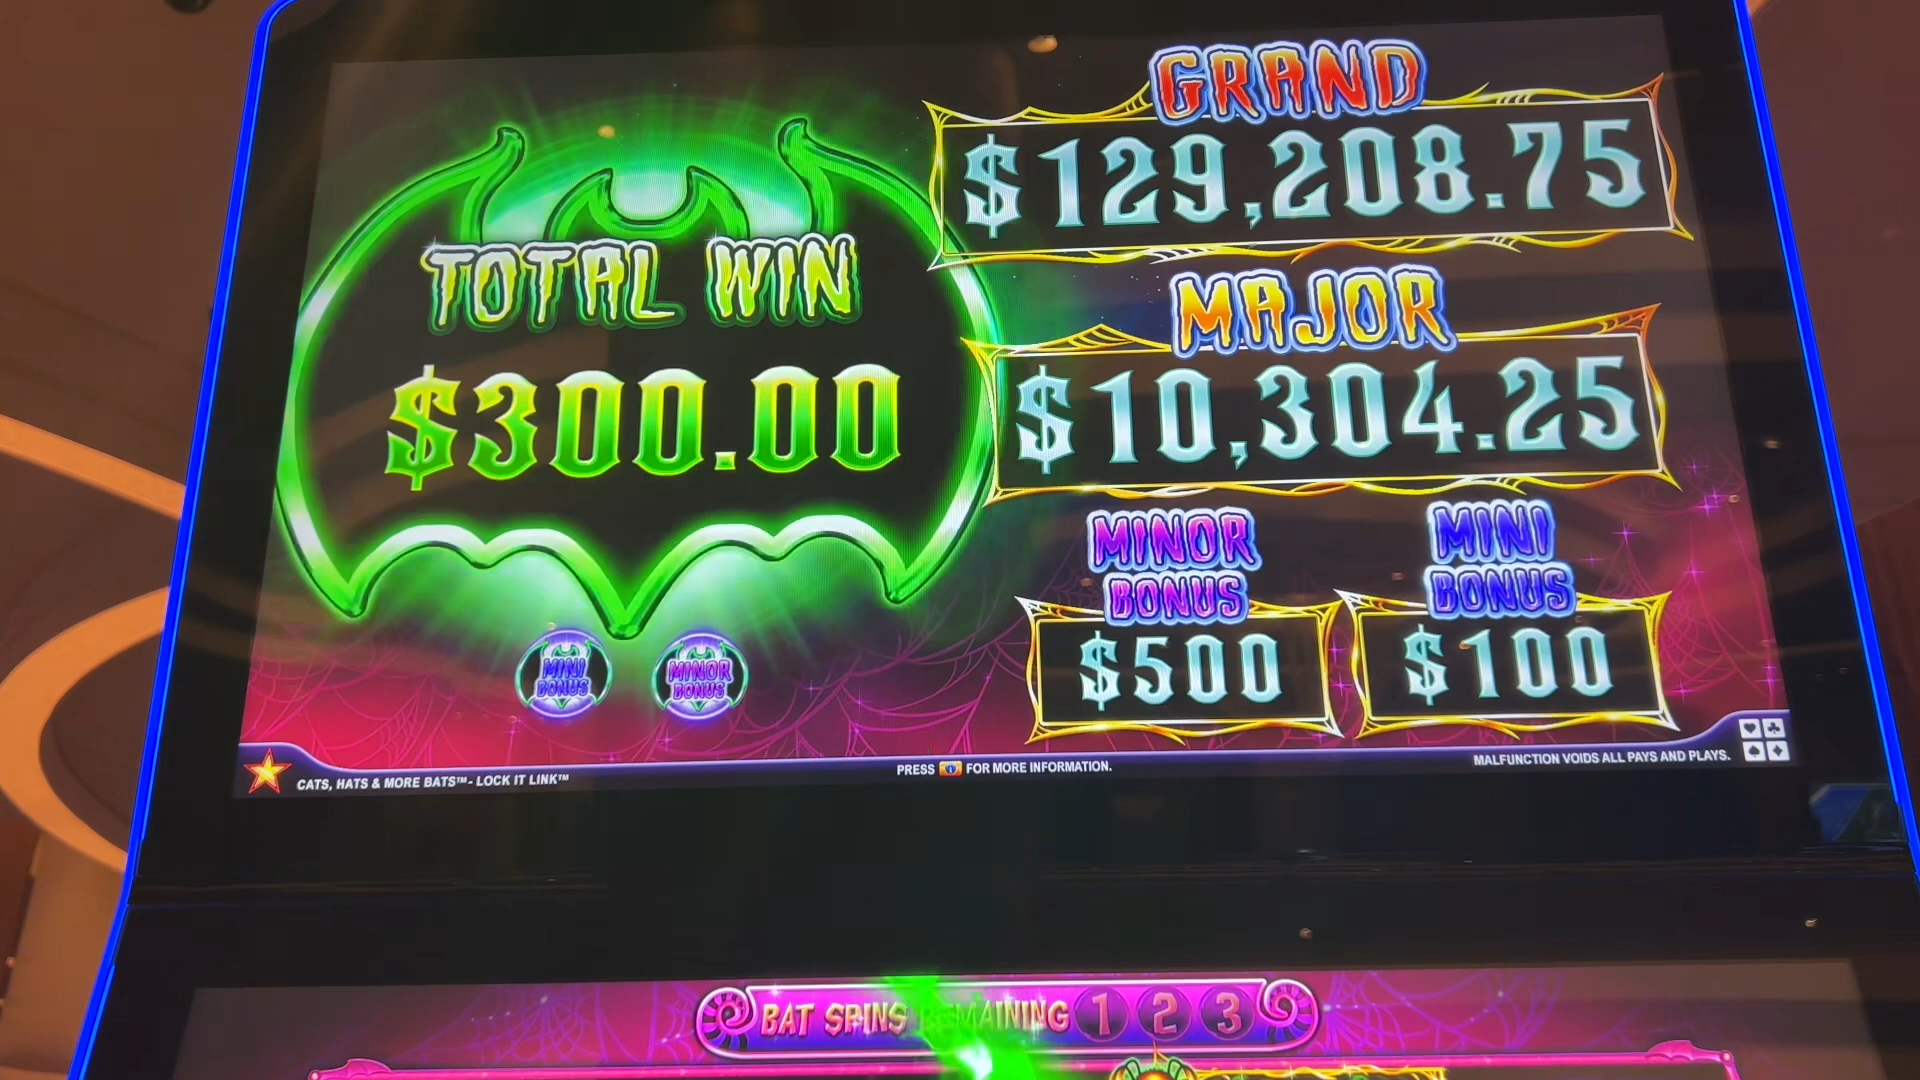 GRAND
$129,208.75
TOTAL WIN
$300.00
MAJOR
$10,304.25
MINOR
BONUS
$500
MINI
BONUS
$100
MINI
BONUS
MINOR
BONUS
CATS, HATS & MORE BATS™ - LOCK IT LINK™
PRESS FOR MORE INFORMATION.
MALFUNCTION VOIDS ALL PAYS AND PLAYS.
BAT SPINS REMAINING 1 2 3